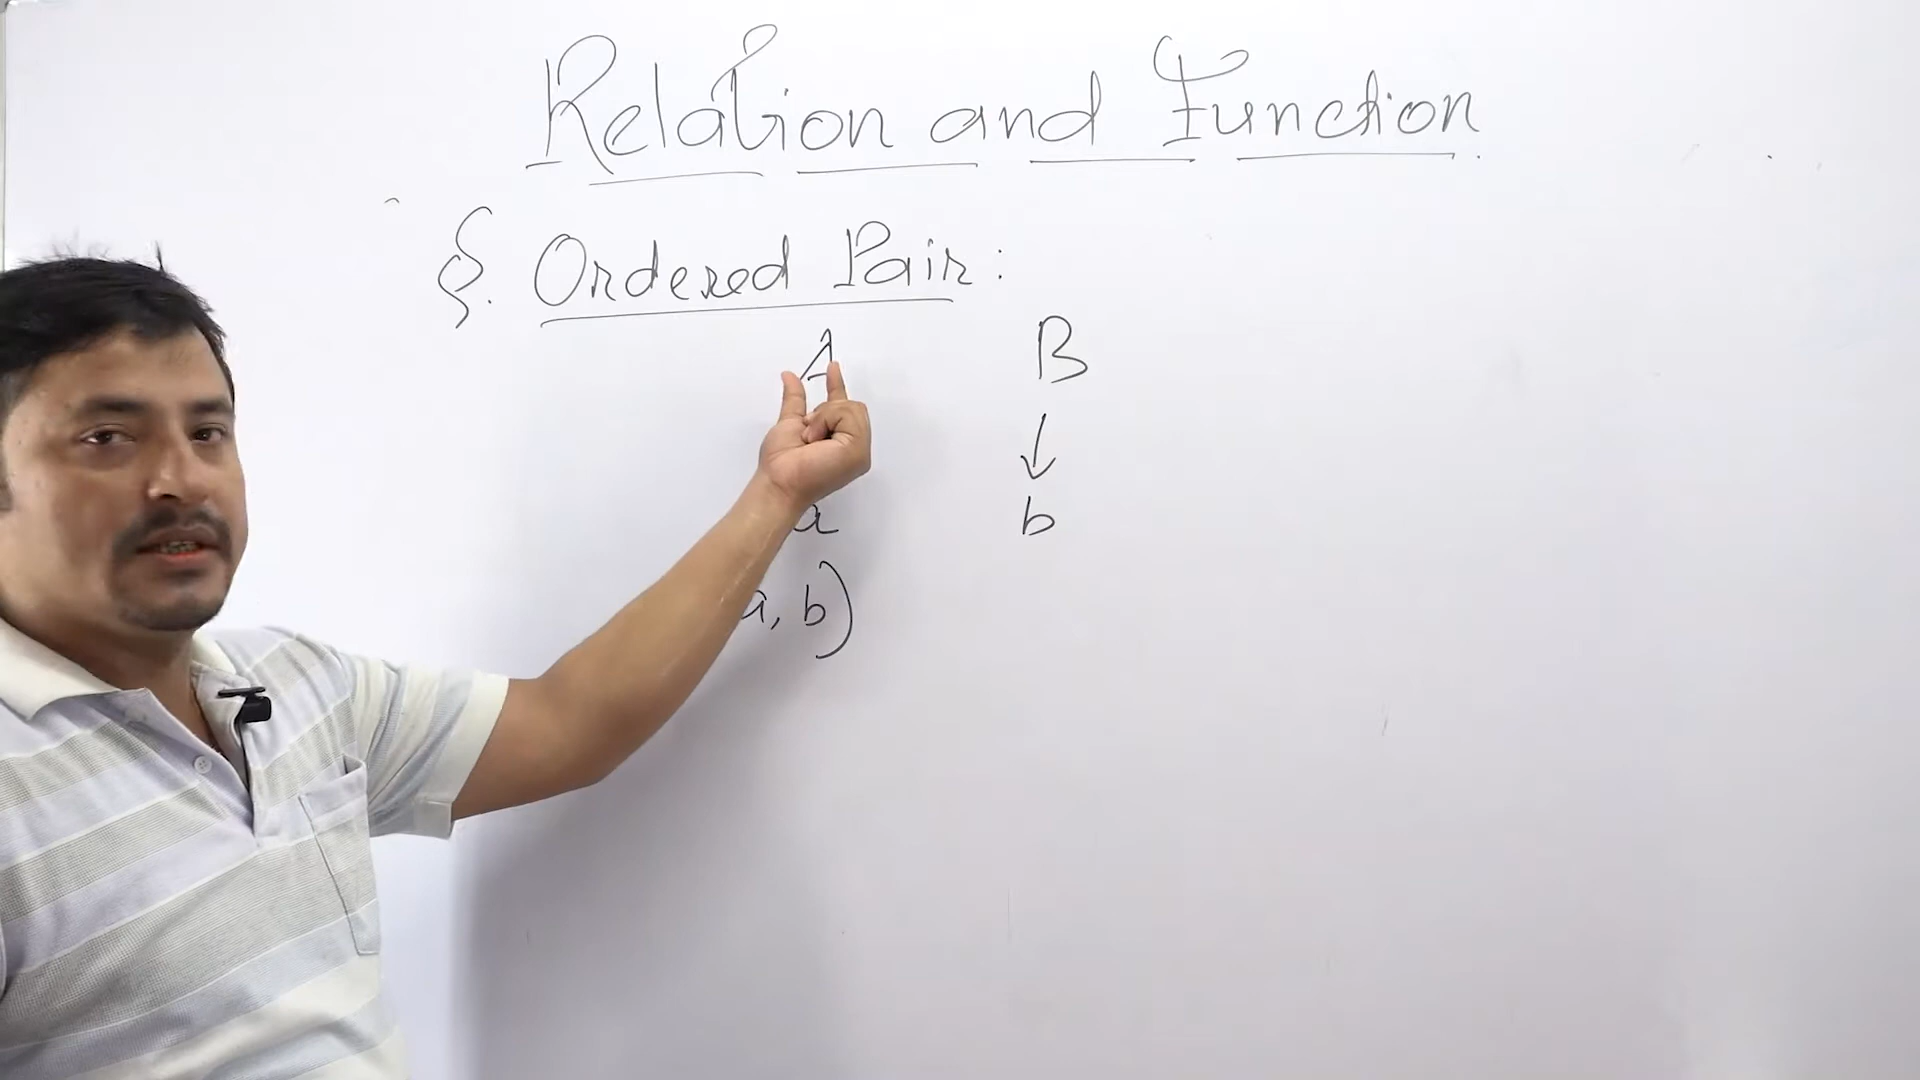 Relation and Function
§. Ordered Pair:
A B
↓
a b
a, b)